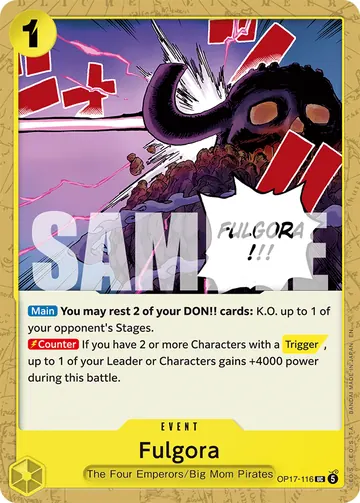 1
FULGORA
!!!
SAMPLE
Main You may rest 2 of your DON!! cards: K.O. up to 1 of
your opponent's Stages.
Counter If you have 2 or more Characters with a Trigger,
up to 1 of your Leader or Characters gains +4000 power
during this battle.
EVENT
Fulgora
The Four Emperors/Big Mom Pirates
OP17-116 UC 5